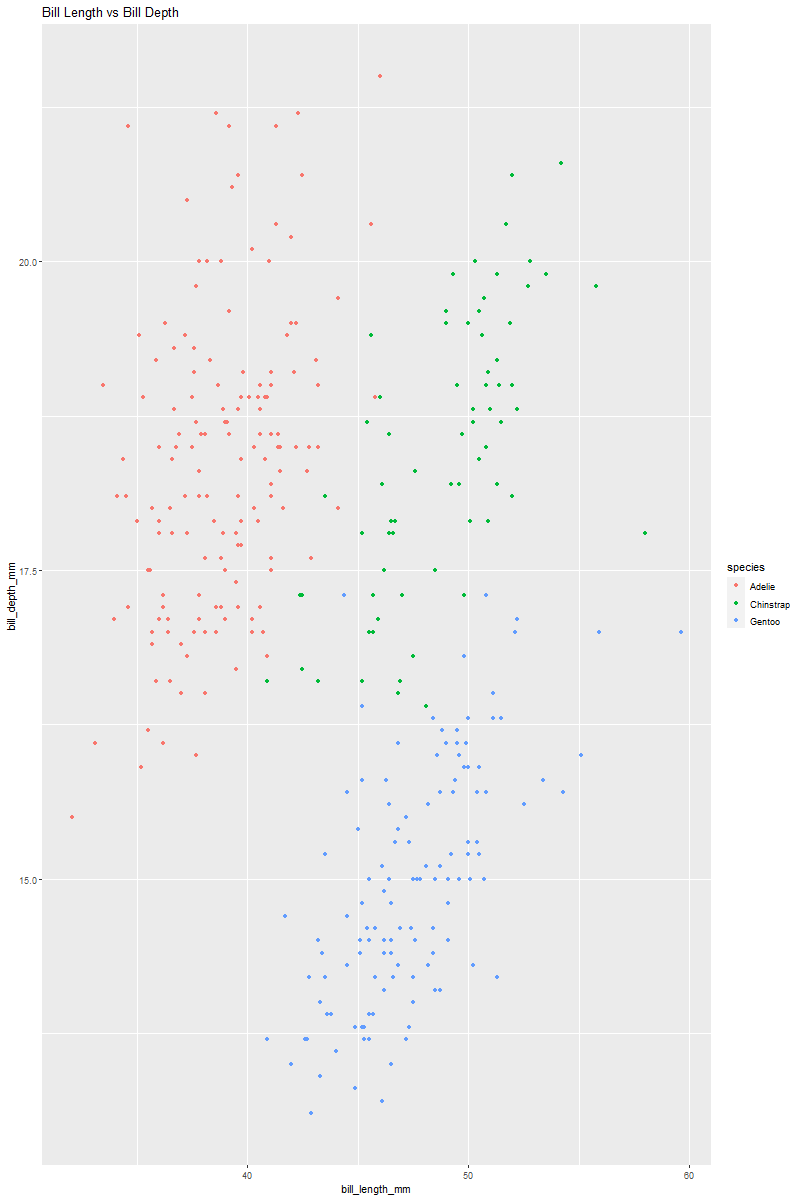 Bill Length vs Bill Depth
20.0
17.5
15.0
bill_depth_mm
40
50
60
bill_length_mm
species
Adelie
Chinstrap
Gentoo